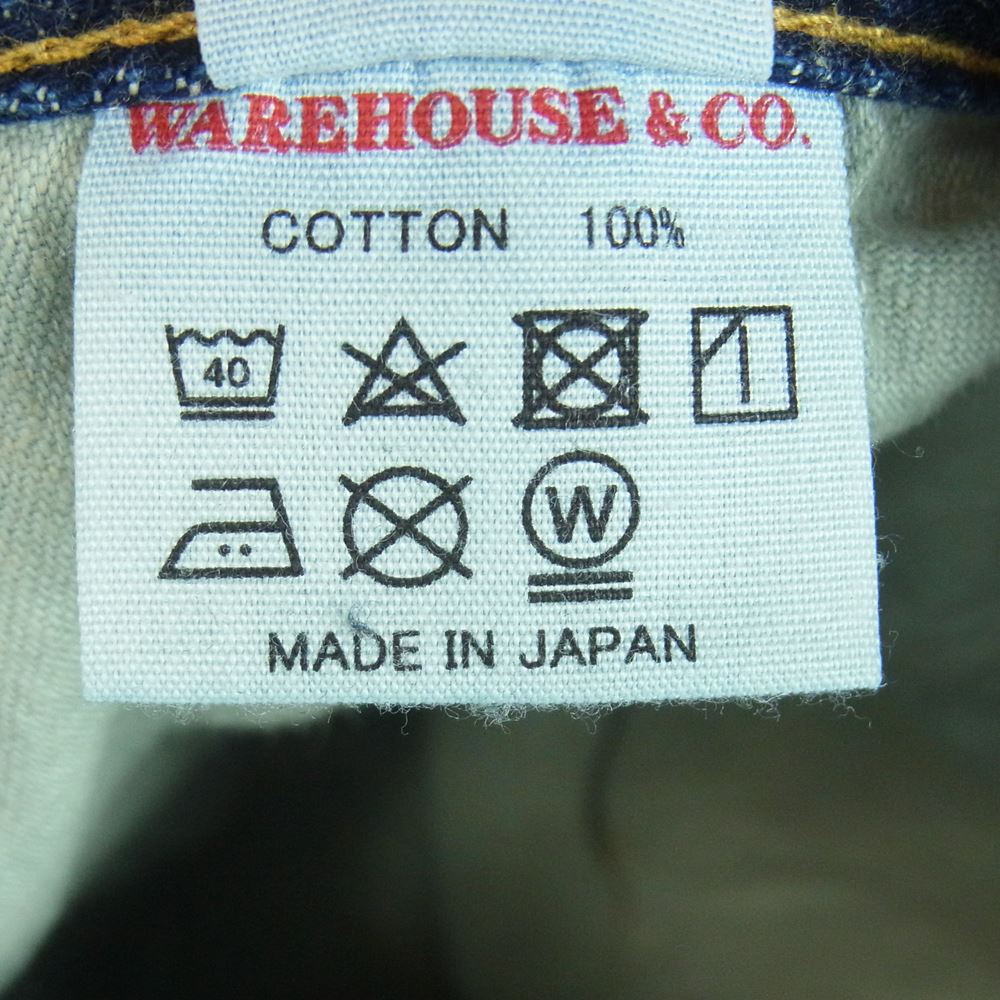 WAREHOUSE & CO.
COTTON 100%
40
W
MADE IN JAPAN